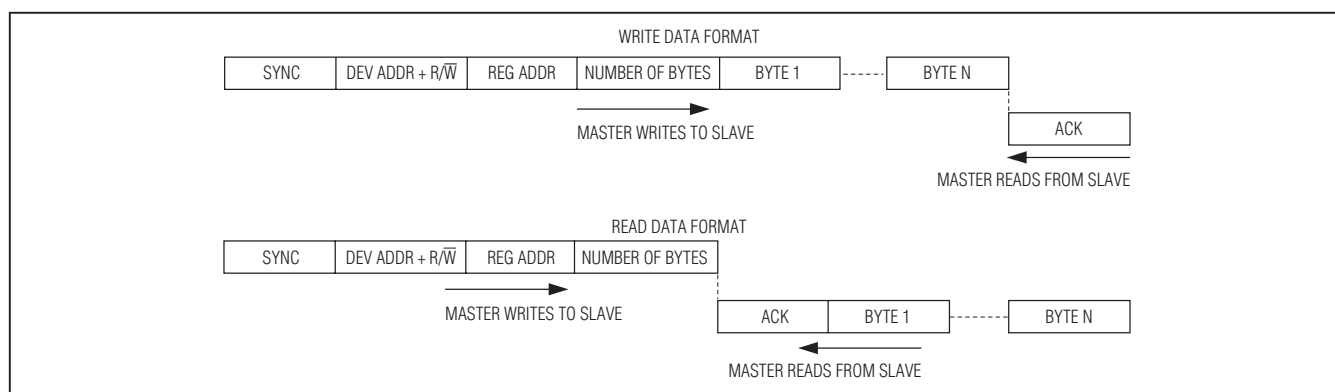 WRITE DATA FORMAT
SYNC DEV ADDR + R/W̅ REG ADDR NUMBER OF BYTES BYTE 1 BYTE N
MASTER WRITES TO SLAVE
ACK
MASTER READS FROM SLAVE
READ DATA FORMAT
SYNC DEV ADDR + R/W̅ REG ADDR NUMBER OF BYTES
MASTER WRITES TO SLAVE
ACK BYTE 1 BYTE N
MASTER READS FROM SLAVE